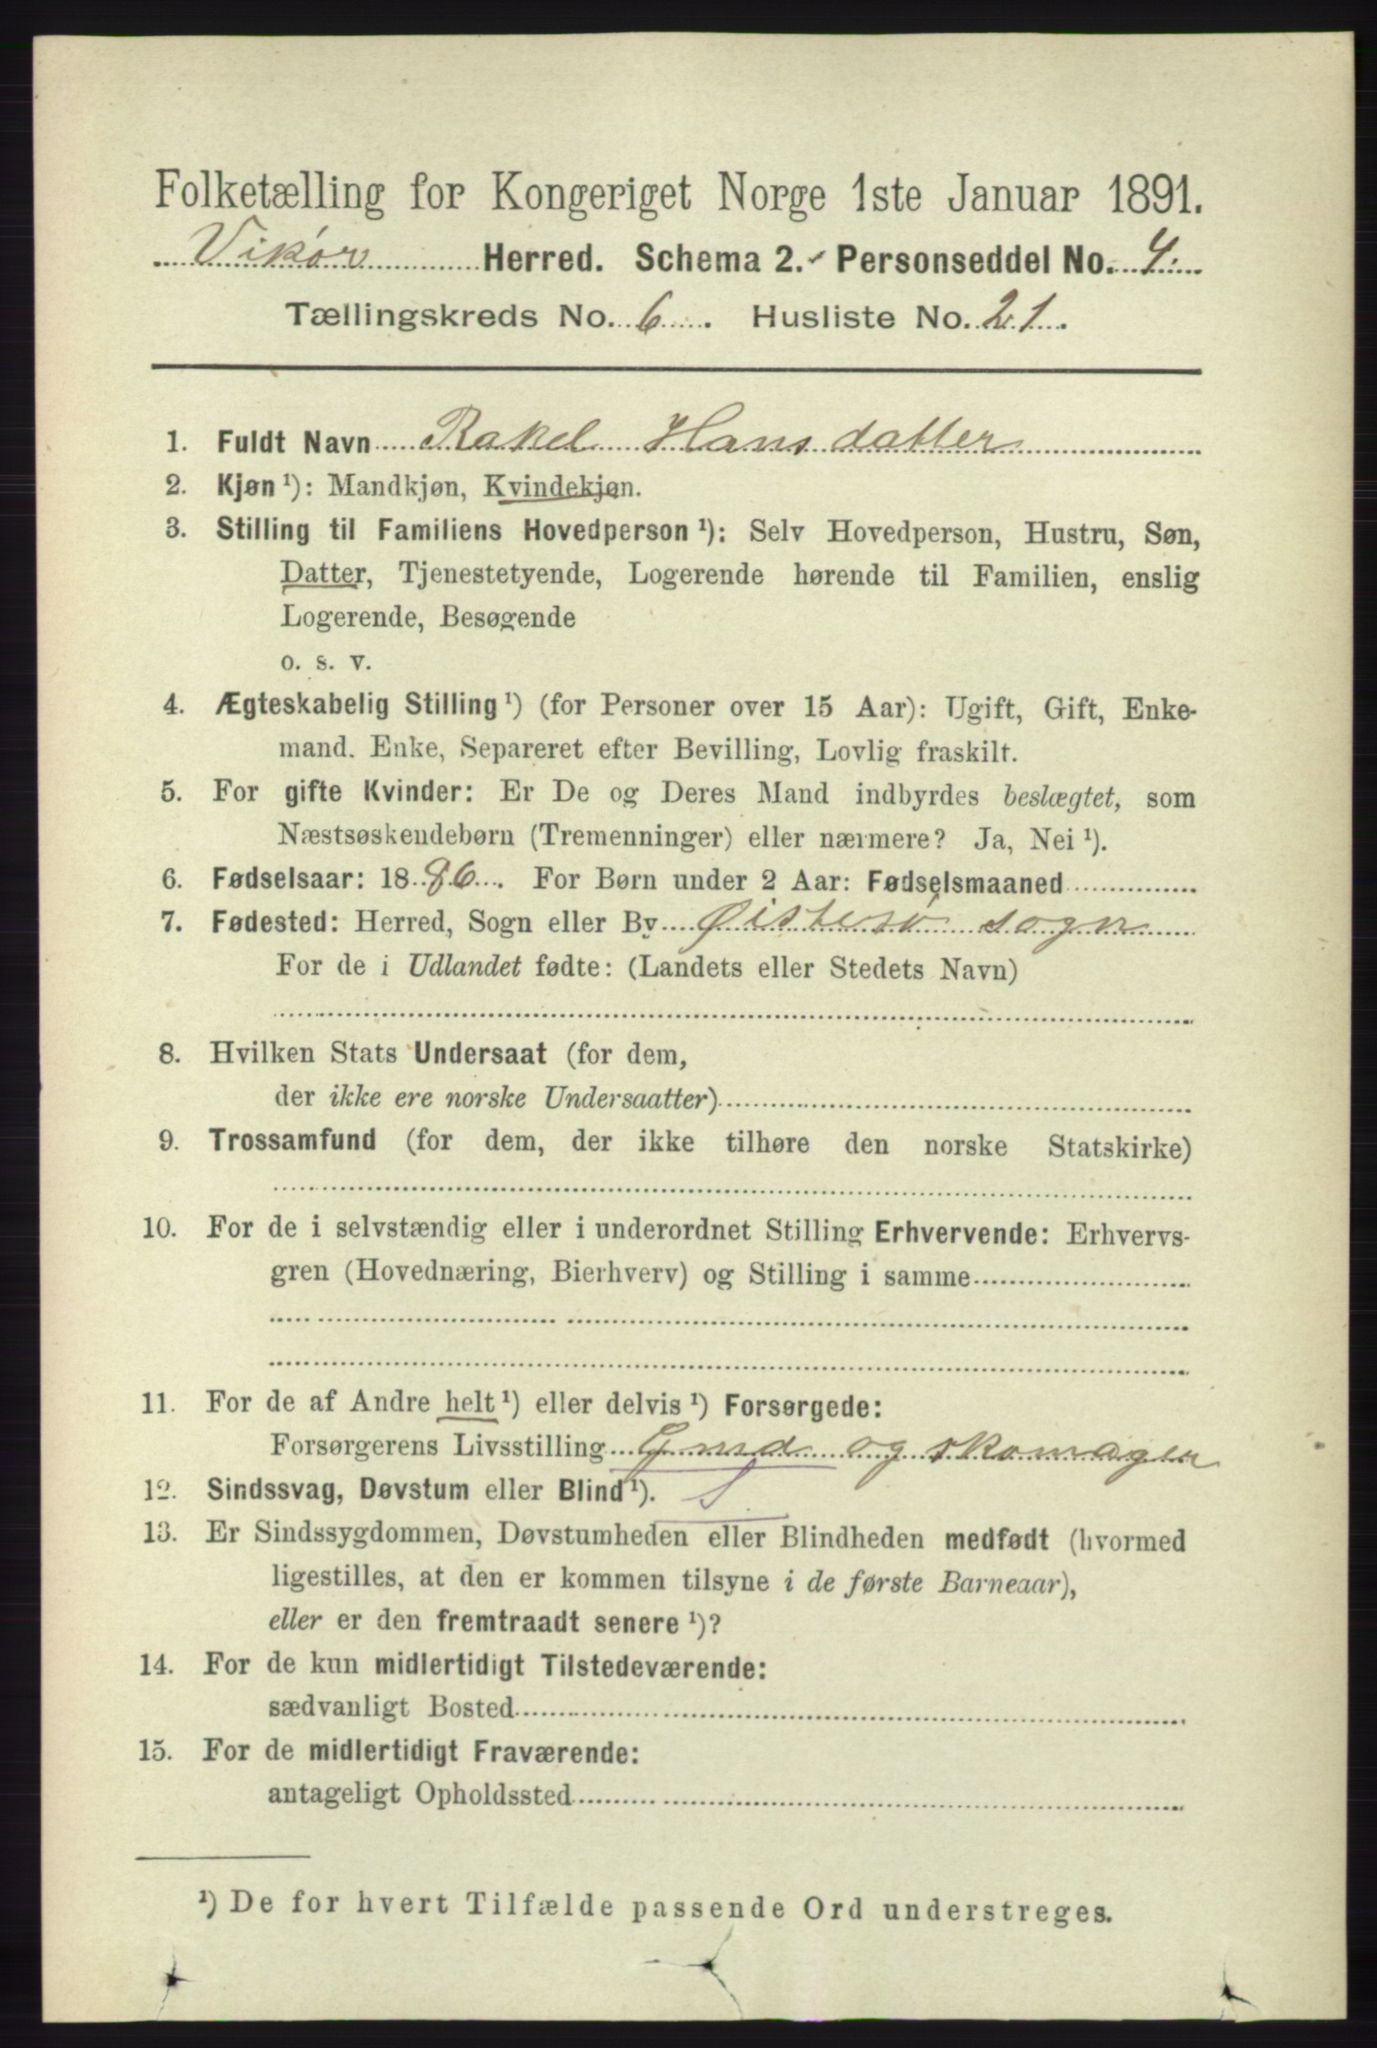 Folketælling for Kongeriget Norge 1ste Januar 1891.
Vikør Herred. Schema 2. Personseddel No. 4.
Tællingskreds No. 6. Husliste No. 21.
1. Fuldt Navn Rakel Hansdatter
2. Kjøn ¹): Mandkjøn, Kvindekjøn.
3. Stilling til Familiens Hovedperson ¹): Selv Hovedperson, Hustru, Søn,
Datter, Tjenestetyende, Logerende hørende til Familien, enslig
Logerende, Besøgende
o. s. v.
4. Ægteskabelig Stilling ¹) (for Personer over 15 Aar): Ugift, Gift, Enke-
mand. Enke, Separeret efter Bevilling, Lovlig fraskilt.
5. For gifte Kvinder: Er De og Deres Mand indbyrdes beslægtet, som
Næstsøskendebørn (Tremenninger) eller nærmere? Ja, Nei ¹).
6. Fødselsaar: 1886. For Børn under 2 Aar: Fødselsmaaned
7. Fødested: Herred, Sogn eller By Øistesø sogn
For de i Udlandet fødte: (Landets eller Stedets Navn)
8. Hvilken Stats Undersaat (for dem,
der ikke ere norske Undersaatter)
9. Trossamfund (for dem, der ikke tilhøre den norske Statskirke)
10. For de i selvstændig eller i underordnet Stilling Erhvervende: Erhvervs-
gren (Hovednæring, Bierhverv) og Stilling i samme
11. For de af Andre helt ¹) eller delvis ¹) Forsørgede:
Forsørgerens Livsstilling Gmd og skomager
12. Sindssvag, Døvstum eller Blind ¹). S
13. Er Sindssygdommen, Døvstumheden eller Blindheden medfødt (hvormed
ligestilles, at den er kommen tilsyne i de første Barneaar),
eller er den fremtraadt senere ¹)?
14. For de kun midlertidigt Tilstedeværende:
sædvanligt Bosted
15. For de midlertidigt Fraværende:
antageligt Opholdssted
¹) De for hvert Tilfælde passende Ord understreges.